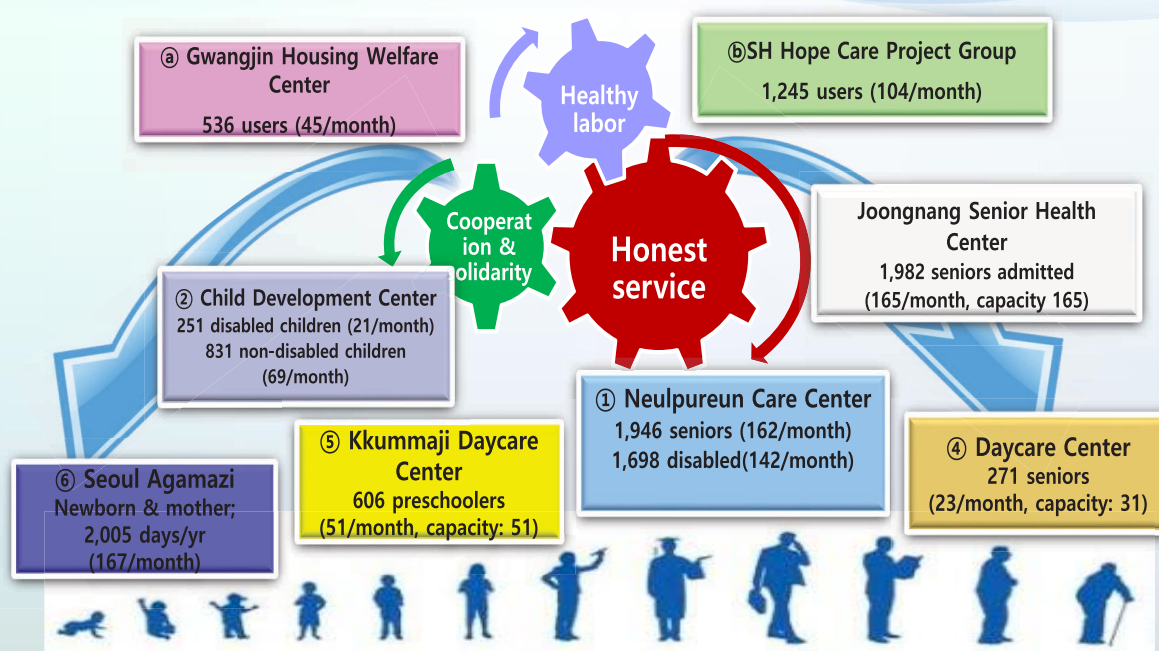 ⓐ Gwangjin Housing Welfare
Center
536 users (45/month)
Healthy
labor
ⓑSH Hope Care Project Group
1,245 users (104/month)
Cooperat
ion &
solidarity
Honest
service
Joongnang Senior Health
Center
1,982 seniors admitted
(165/month, capacity 165)
② Child Development Center
251 disabled children (21/month)
831 non-disabled children
(69/month)
① Neulpureun Care Center
1,946 seniors (162/month)
1,698 disabled(142/month)
④ Daycare Center
271 seniors
(23/month, capacity: 31)
⑤ Kkummaji Daycare
Center
606 preschoolers
(51/month, capacity: 51)
⑥ Seoul Agamazi
Newborn & mother;
2,005 days/yr
(167/month)